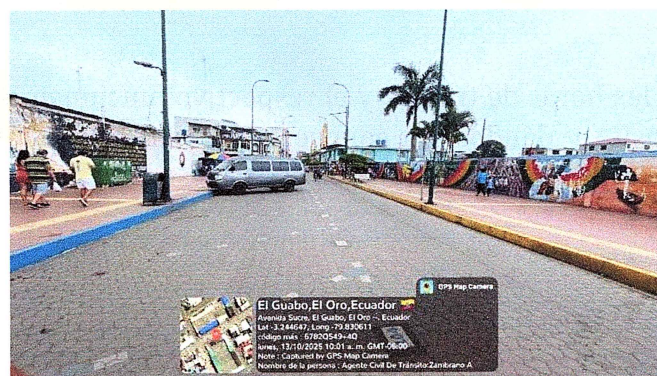 GPS Map Camera
El Guabo,El Oro,Ecuador
Avenida Sucre, El Guabo, El Oro –, Ecuador
Lat -3.244647, Long -79.830611
código más : 6782Q549+4Q
lunes, 13/10/2025 10:01 a. m. GMT-05:00
Note : Captured by GPS Map Camera
Nombre de la persona : Agente Civil De Tránsito:Zambrano A